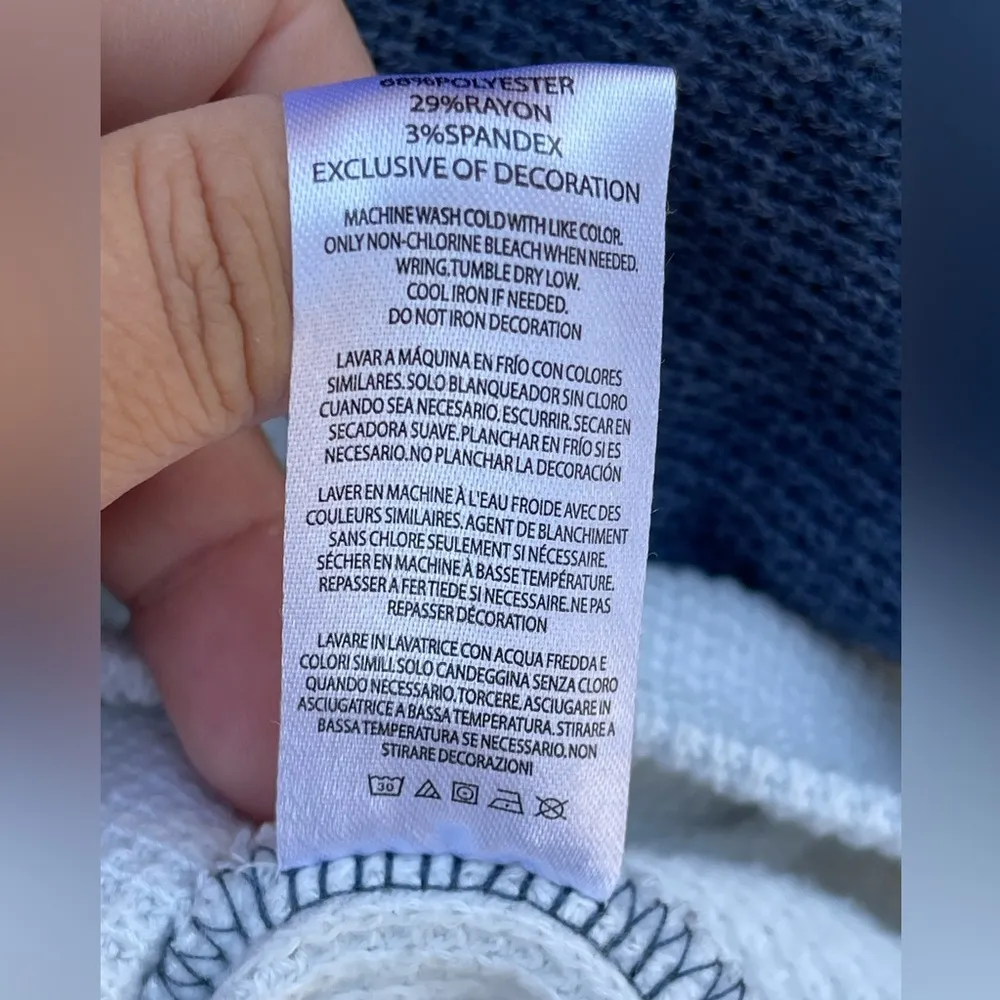 68%POLYESTER
29%RAYON
3%SPANDEX
EXCLUSIVE OF DECORATION
MACHINE WASH COLD WITH LIKE COLOR.
ONLY NON-CHLORINE BLEACH WHEN NEEDED.
WRING.TUMBLE DRY LOW.
COOL IRON IF NEEDED.
DO NOT IRON DECORATION
LAVAR A MÁQUINA EN FRÍO CON COLORES
SIMILARES.SOLO BLANQUEADOR SIN CLORO
CUANDO SEA NECESARIO.ESCURRIR.SECAR EN
SECADORA SUAVE.PLANCHAR EN FRÍO SI ES
NECESARIO.NO PLANCHAR LA DECORACIÓN
LAVER EN MACHINE À L'EAU FROIDE AVEC DES
COULEURS SIMILAIRES.AGENT DE BLANCHIMENT
SANS CHLORE SEULEMENT SI NÉCESSAIRE.
SÉCHER EN MACHINE À BASSE TEMPÉRATURE.
REPASSER A FER TIEDE SI NECESSAIRE.NE PAS
REPASSER DÉCORATION
LAVARE IN LAVATRICE CON ACQUA FREDDA E
COLORI SIMILI.SOLO CANDEGGINA SENZA CLORO
QUANDO NECESSARIO.TORCERE.ASCIUGARE IN
ASCIUGATRICE A BASSA TEMPERATURA.STIRARE A
BASSA TEMPERATURA SE NECESSARIO.NON
STIRARE DECORAZIONI
30